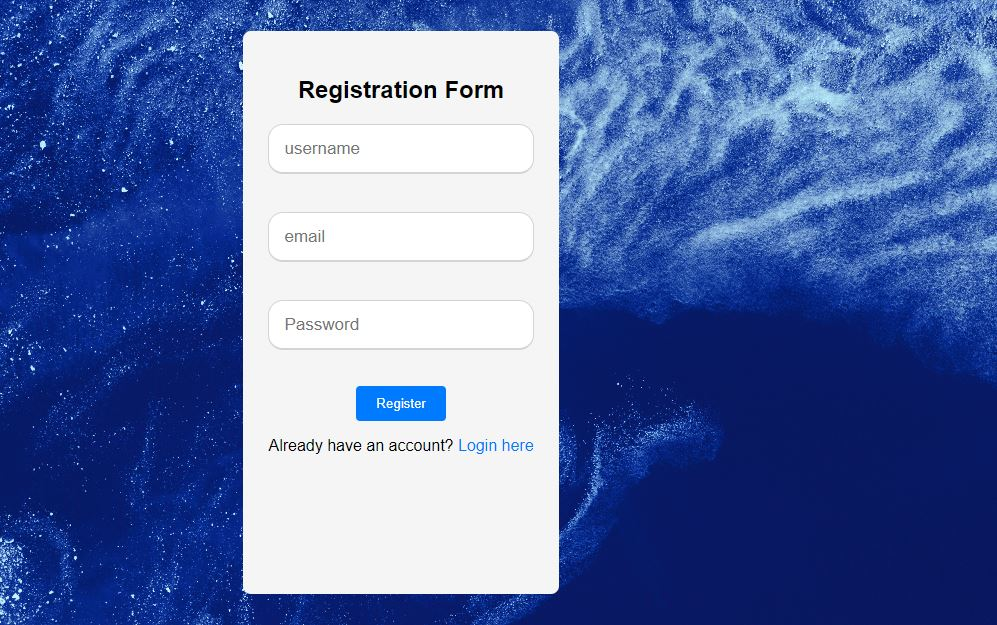 Registration Form
username
email
Password
Register
Already have an account? Login here